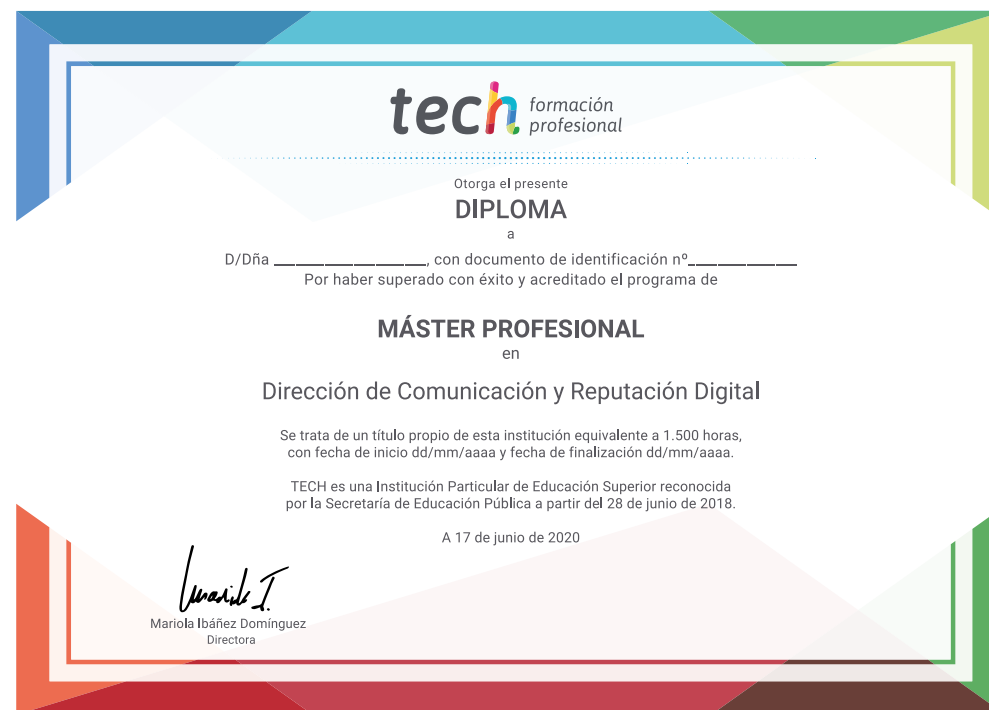 tech formación
profesional
Otorga el presente
DIPLOMA
a
D/Dña ________________, con documento de identificación nº___________
Por haber superado con éxito y acreditado el programa de
MÁSTER PROFESIONAL
en
Dirección de Comunicación y Reputación Digital
Se trata de un título propio de esta institución equivalente a 1.500 horas,
con fecha de inicio dd/mm/aaaa y fecha de finalización dd/mm/aaaa.
TECH es una Institución Particular de Educación Superior reconocida
por la Secretaría de Educación Pública a partir del 28 de junio de 2018.
A 17 de junio de 2020
Mariola Ibáñez Domínguez
Directora